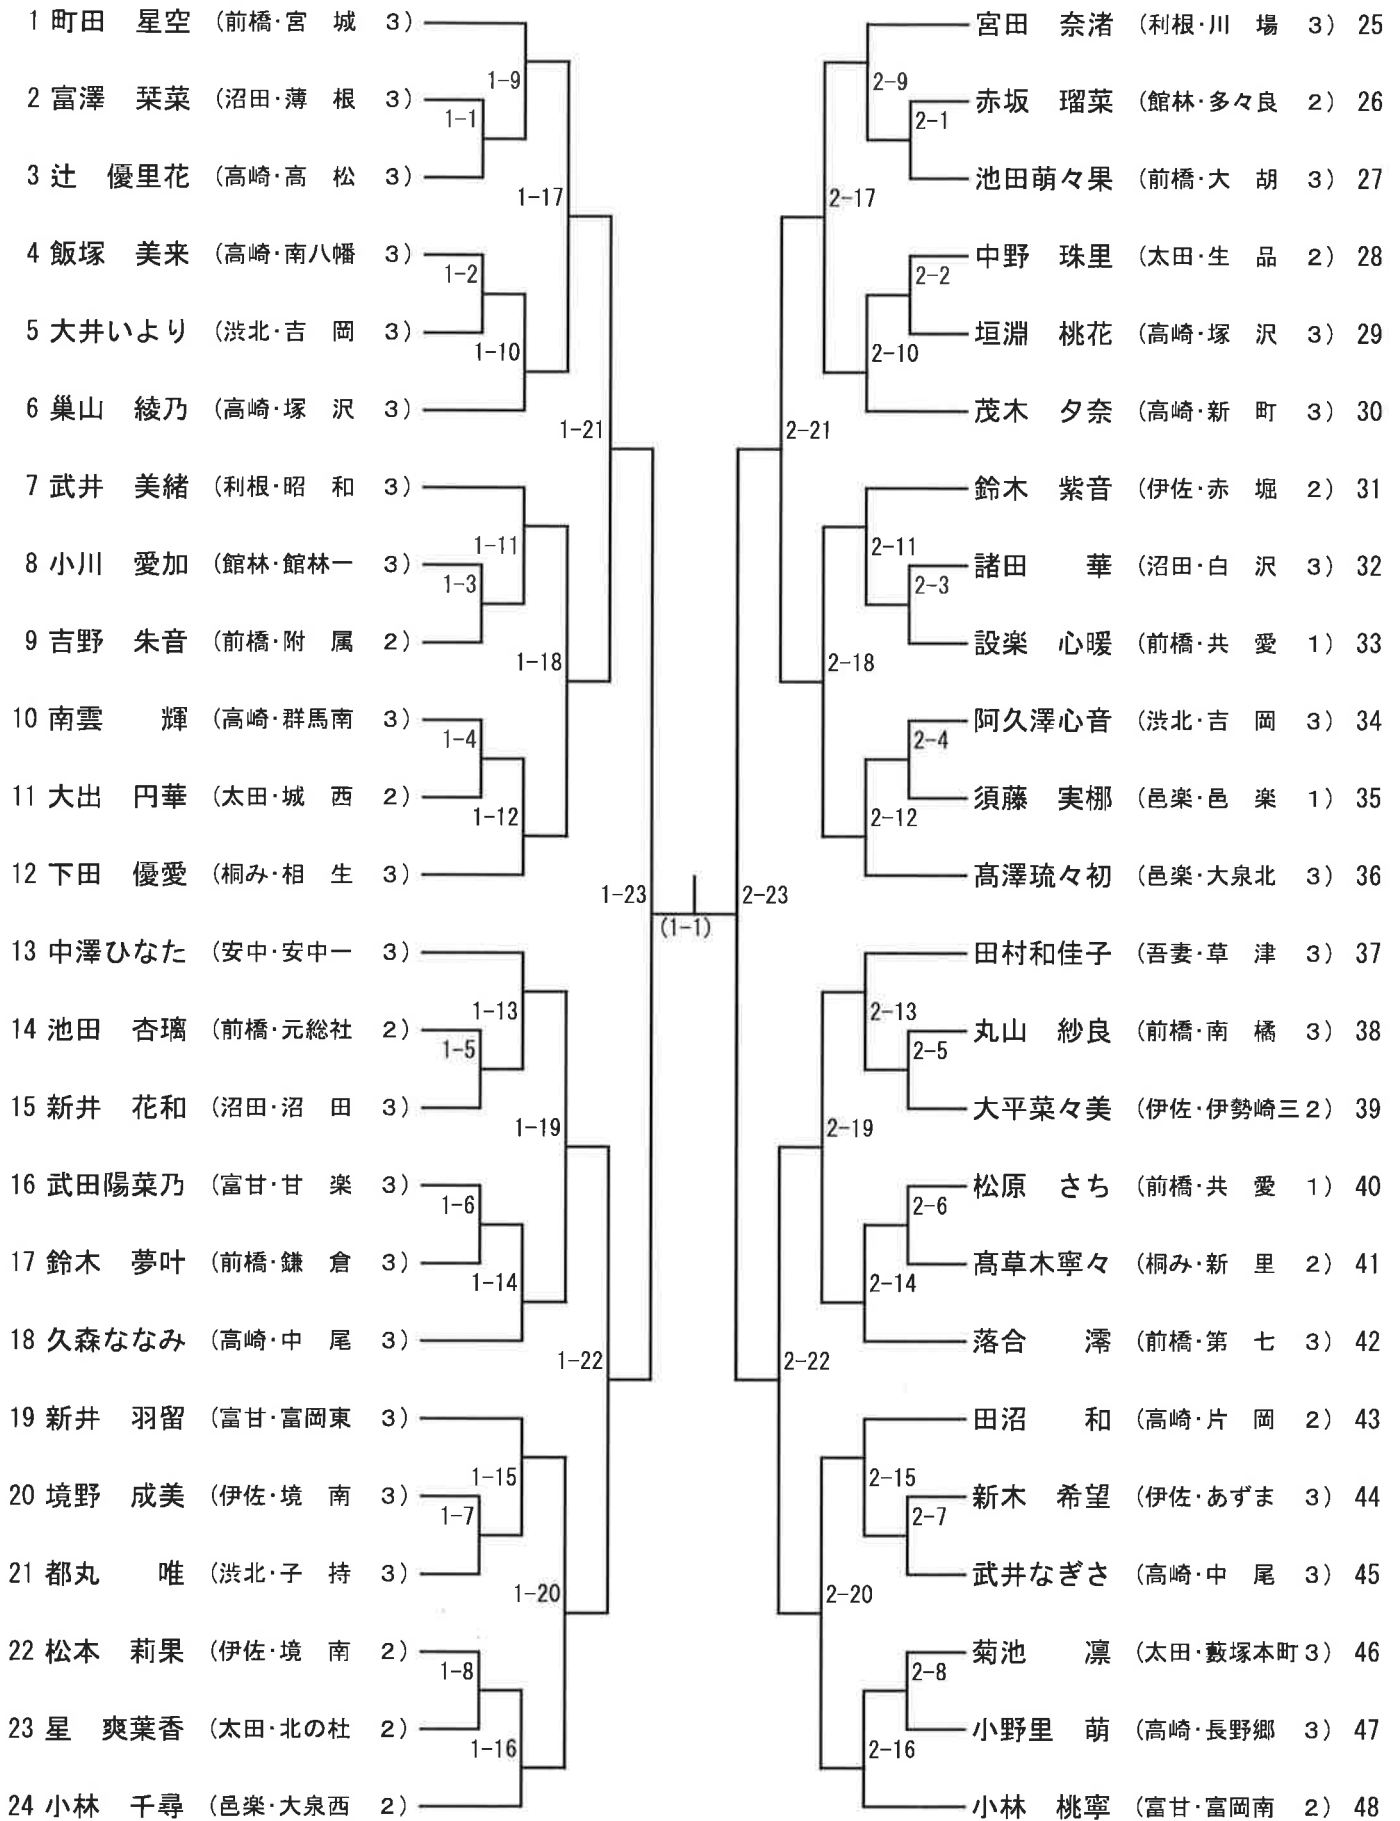 1 町田　星空 (前橋･宮　城　3)
1-9
2 富澤　栞菜 (沼田･薄　根　3)
1-1
3 辻　優里花 (高崎･高　松　3)
1-17
4 飯塚　美来 (高崎･南八幡　3)
1-2
5 大井いより (渋北･吉　岡　3)
1-10
6 巣山　綾乃 (高崎･塚　沢　3)
1-21
7 武井　美緒 (利根･昭　和　3)
1-11
8 小川　愛加 (館林･館林一　3)
1-3
9 吉野　朱音 (前橋･附　属　2)
1-18
10 南雲　　輝 (高崎･群馬南　3)
1-4
11 大出　円華 (太田･城　西　2)
1-12
12 下田　優愛 (桐み･相　生　3)
1-23
13 中澤ひなた (安中･安中一　3)
1-13
14 池田　杏璃 (前橋･元総社　2)
1-5
15 新井　花和 (沼田･沼　田　3)
1-19
16 武田陽菜乃 (富甘･甘　楽　3)
1-6
17 鈴木　夢叶 (前橋･鎌　倉　3)
1-14
18 久森ななみ (高崎･中　尾　3)
1-22
19 新井　羽留 (富甘･富岡東　3)
1-15
20 境野　成美 (伊佐･境　南　3)
1-7
21 都丸　　唯 (渋北･子　持　3)
1-20
22 松本　莉果 (伊佐･境　南　2)
1-8
23 星　爽葉香 (太田･北の杜　2)
1-16
24 小林　千尋 (邑楽･大泉西　2)
(1-1)
宮田　奈渚 (利根･川　場　3) 25
2-9
赤坂　瑠菜 (館林･多々良　2) 26
2-1
池田萌々果 (前橋･大　胡　3) 27
2-17
中野　珠里 (太田･生　品　2) 28
2-2
垣淵　桃花 (高崎･塚　沢　3) 29
2-10
茂木　夕奈 (高崎･新　町　3) 30
2-21
鈴木　紫音 (伊佐･赤　堀　2) 31
2-11
諸田　　華 (沼田･白　沢　3) 32
2-3
設楽　心暖 (前橋･共　愛　1) 33
2-18
阿久澤心音 (渋北･吉　岡　3) 34
2-4
須藤　実梛 (邑楽･邑　楽　1) 35
2-12
髙澤琉々初 (邑楽･大泉北　3) 36
2-23
田村和佳子 (吾妻･草　津　3) 37
2-13
丸山　紗良 (前橋･南　橘　3) 38
2-5
大平菜々美 (伊佐･伊勢崎三2) 39
2-19
松原　さち (前橋･共　愛　1) 40
2-6
髙草木寧々 (桐み･新　里　2) 41
2-14
落合　　澪 (前橋･第　七　3) 42
2-22
田沼　　和 (高崎･片　岡　2) 43
2-15
新木　希望 (伊佐･あずま　3) 44
2-7
武井なぎさ (高崎･中　尾　3) 45
2-20
菊池　　凛 (太田･藪塚本町3) 46
2-8
小野里　萌 (高崎･長野郷　3) 47
2-16
小林　桃寧 (富甘･富岡南　2) 48